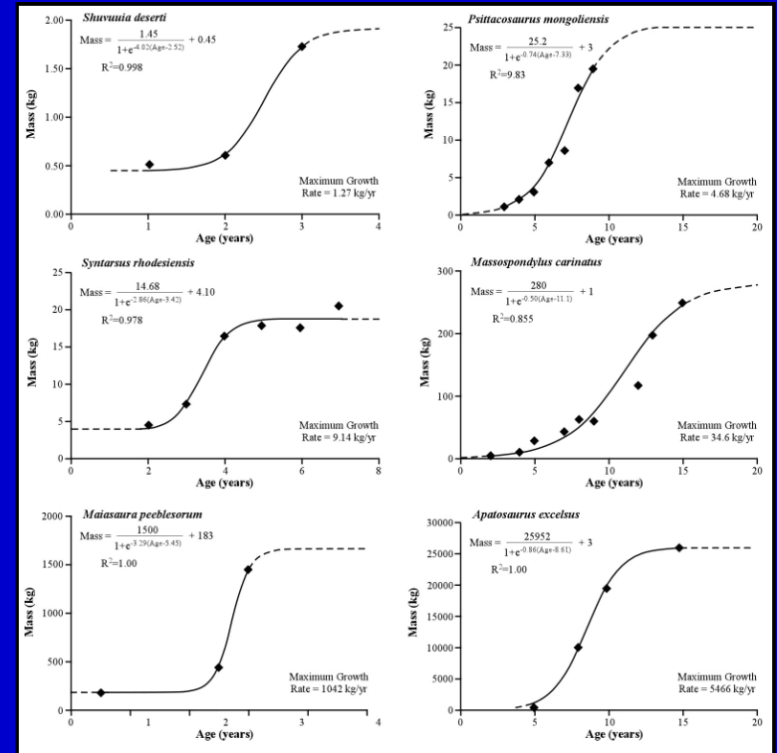 Shuvuuia deserti
Mass = 1.45 / 1+e^-4.02(Age-2.52) + 0.45
R²=0.998
Maximum Growth
Rate = 1.27 kg/yr
Mass (kg)
2.00
1.50
1.00
0.50
0.00
0 1 2 3 4
Age (years)
Psittacosaurus mongoliensis
Mass = 25.2 / 1+e^-0.74(Age-7.33) + 3
R²=9.83
Maximum Growth
Rate = 4.68 kg/yr
Mass (kg)
25
20
15
10
5
0
0 5 10 15 20
Age (years)
Syntarsus rhodesiensis
Mass = 14.68 / 1+e^-2.86(Age-3.42) + 4.10
R²=0.978
Maximum Growth
Rate = 9.14 kg/yr
Mass (kg)
25
20
15
10
5
0
0 2 4 6 8
Age (years)
Massospondylus carinatus
Mass = 280 / 1+e^-0.50(Age-11.1) + 1
R²=0.855
Maximum Growth
Rate = 34.6 kg/yr
Mass (kg)
300
200
100
0
0 5 10 15 20
Age (years)
Maiasaura peeblesorum
Mass = 1500 / 1+e^-3.29(Age-5.45) + 183
R²=1.00
Maximum Growth
Rate = 1042 kg/yr
Mass (kg)
2000
1500
1000
500
0
0 1 2 3 4
Age (years)
Apatosaurus excelsus
Mass = 25952 / 1+e^-0.86(Age-8.61) + 3
R²=1.00
Maximum Growth
Rate = 5466 kg/yr
Mass (kg)
30000
25000
20000
15000
10000
5000
0
0 5 10 15 20
Age (years)